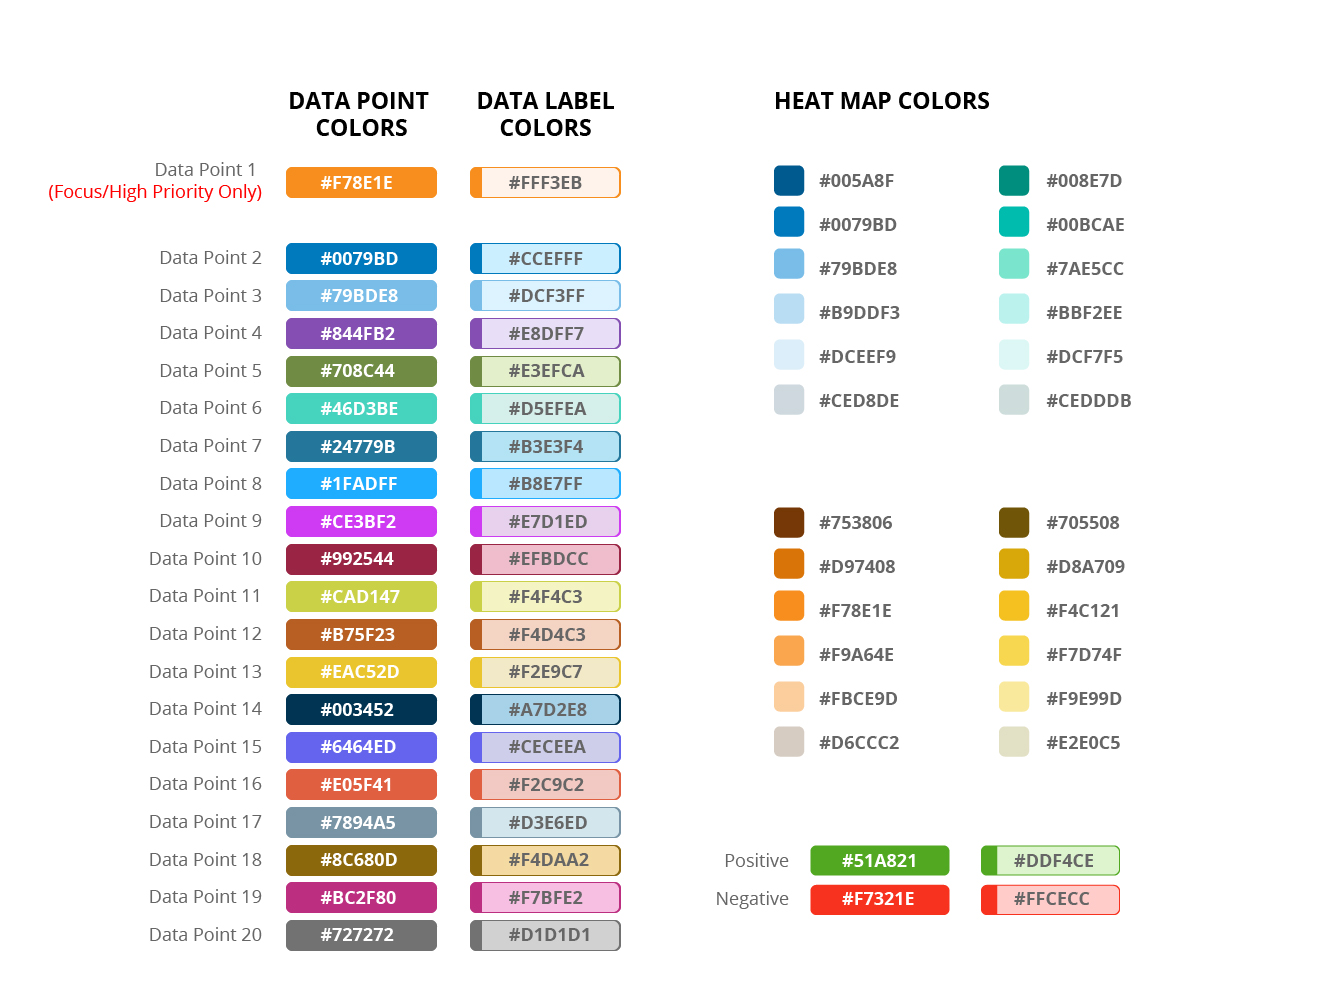 DATA POINT
COLORS
DATA LABEL
COLORS
HEAT MAP COLORS
Data Point 1
(Focus/High Priority Only)
#F78E1E
#FFF3EB
Data Point 2
#0079BD
#CCEFFF
Data Point 3
#79BDE8
#DCF3FF
Data Point 4
#844FB2
#E8DFF7
Data Point 5
#708C44
#E3EFCA
Data Point 6
#46D3BE
#D5EFEA
Data Point 7
#24779B
#B3E3F4
Data Point 8
#1FADFF
#B8E7FF
Data Point 9
#CE3BF2
#E7D1ED
Data Point 10
#992544
#EFBDCC
Data Point 11
#CAD147
#F4F4C3
Data Point 12
#B75F23
#F4D4C3
Data Point 13
#EAC52D
#F2E9C7
Data Point 14
#003452
#A7D2E8
Data Point 15
#6464ED
#CECEEA
Data Point 16
#E05F41
#F2C9C2
Data Point 17
#7894A5
#D3E6ED
Data Point 18
#8C680D
#F4DAA2
Data Point 19
#BC2F80
#F7BFE2
Data Point 20
#727272
#D1D1D1
#005A8F
#008E7D
#0079BD
#00BCAE
#79BDE8
#7AE5CC
#B9DDF3
#BBF2EE
#DCEEF9
#DCF7F5
#CED8DE
#CEDDDB
#753806
#705508
#D97408
#D8A709
#F78E1E
#F4C121
#F9A64E
#F7D74F
#FBCE9D
#F9E99D
#D6CCC2
#E2E0C5
Positive
#51A821
#DDF4CE
Negative
#F7321E
#FFCECC